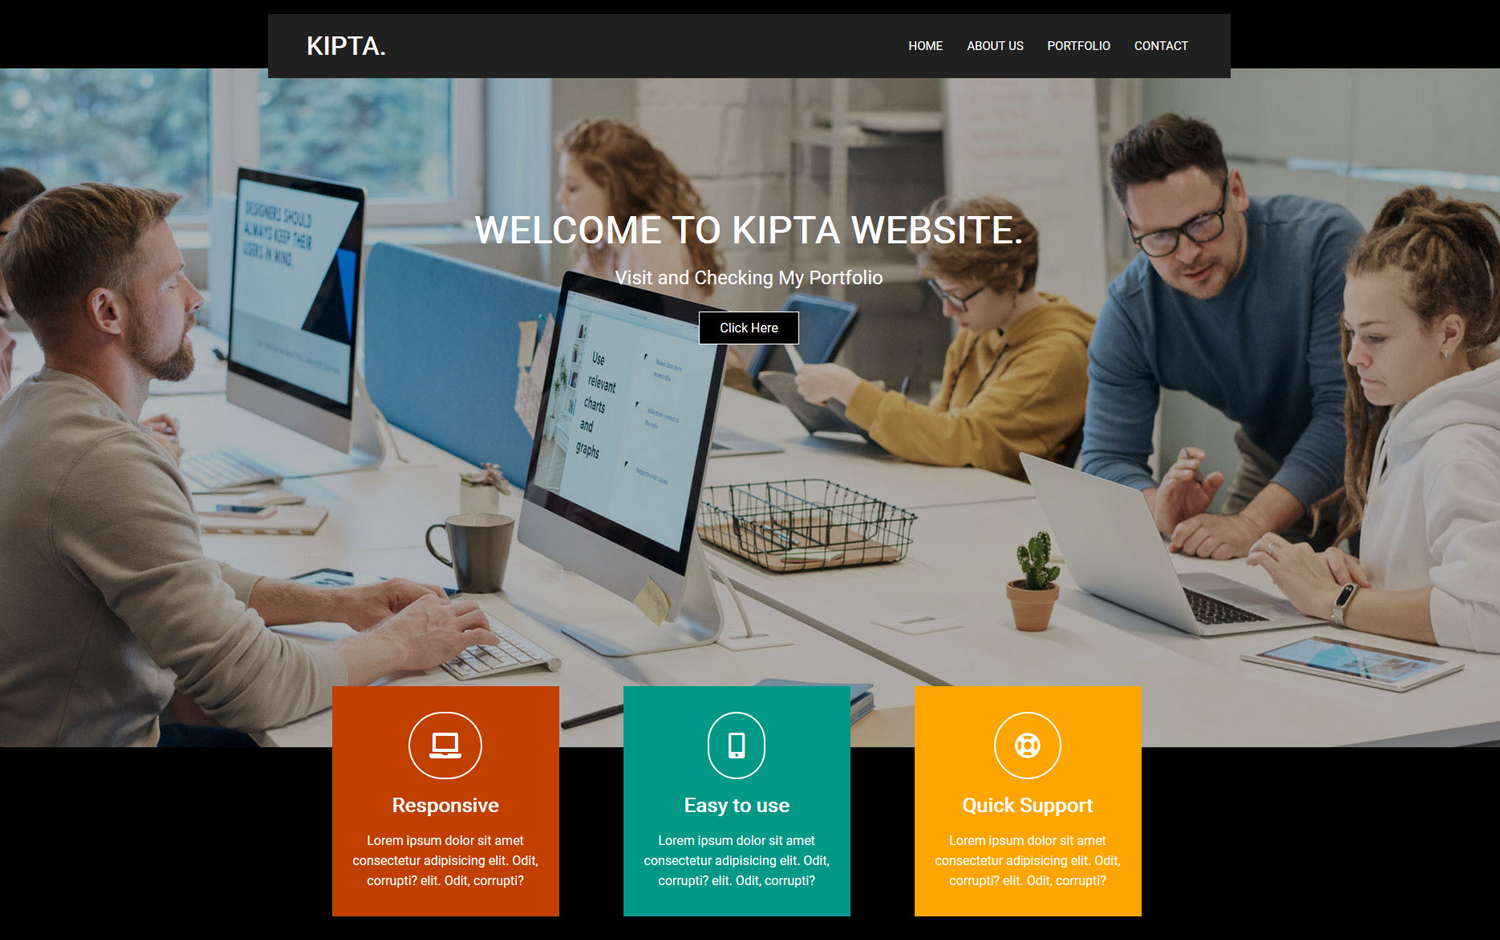 KIPTA.
HOME ABOUT US PORTFOLIO CONTACT
DESIGNERS SHOULD
ALWAYS KEEP THEIR
USERS IN MIND.
WELCOME TO KIPTA WEBSITE.
Visit and Checking My Portfolio
Click Here
Use
relevant
charts
and
graphs
Responsive
Lorem ipsum dolor sit amet
consectetur adipisicing elit. Odit,
corrupti? elit. Odit, corrupti?
Easy to use
Lorem ipsum dolor sit amet
consectetur adipisicing elit. Odit,
corrupti? elit. Odit, corrupti?
Quick Support
Lorem ipsum dolor sit amet
consectetur adipisicing elit. Odit,
corrupti? elit. Odit, corrupti?